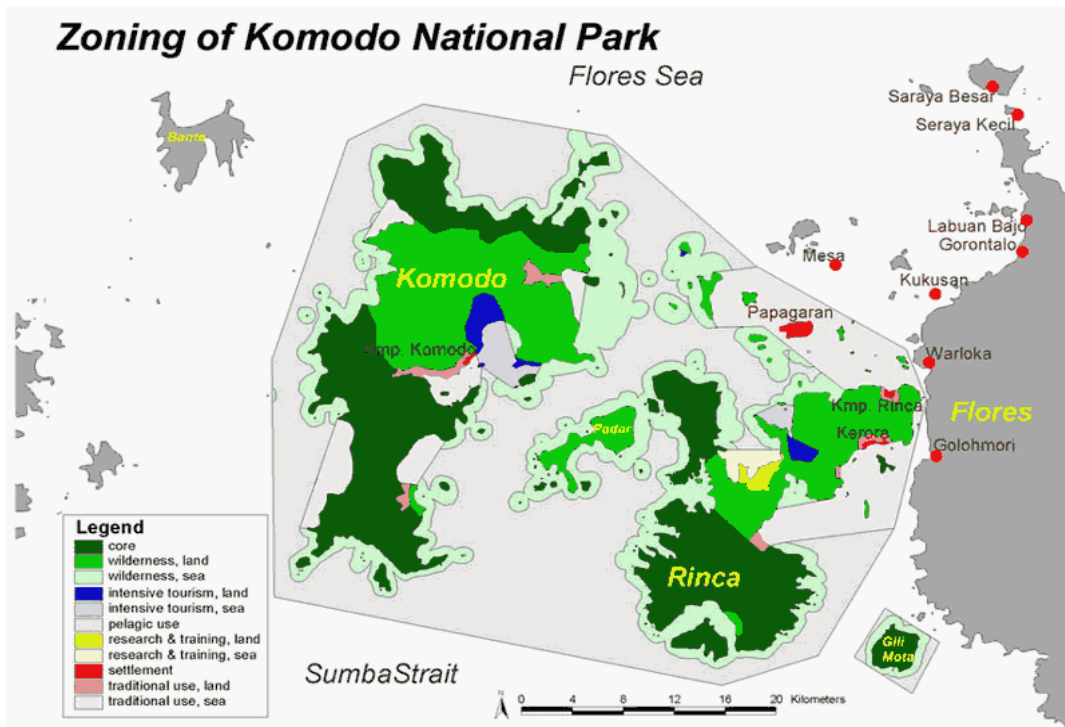 Zoning of Komodo National Park
Flores Sea
Saraya Besar
Seraya Kecil
Banta
Labuan Bajo
Gorontalo
Mesa
Komodo
Kukusan
Papagaran
Kmp. Komodo
Warloka
Kmp. Rinca
Flores
Padar
Kerora
Golohmori
Legend
core
wilderness, land
wilderness, sea
intensive tourism, land
intensive tourism, sea
pelagic use
research & training, land
research & training, sea
settlement
traditional use, land
traditional use, sea
Rinca
Gili
Mota
SumbaStrait
N
0 4 8 12 16 20 Kilometers